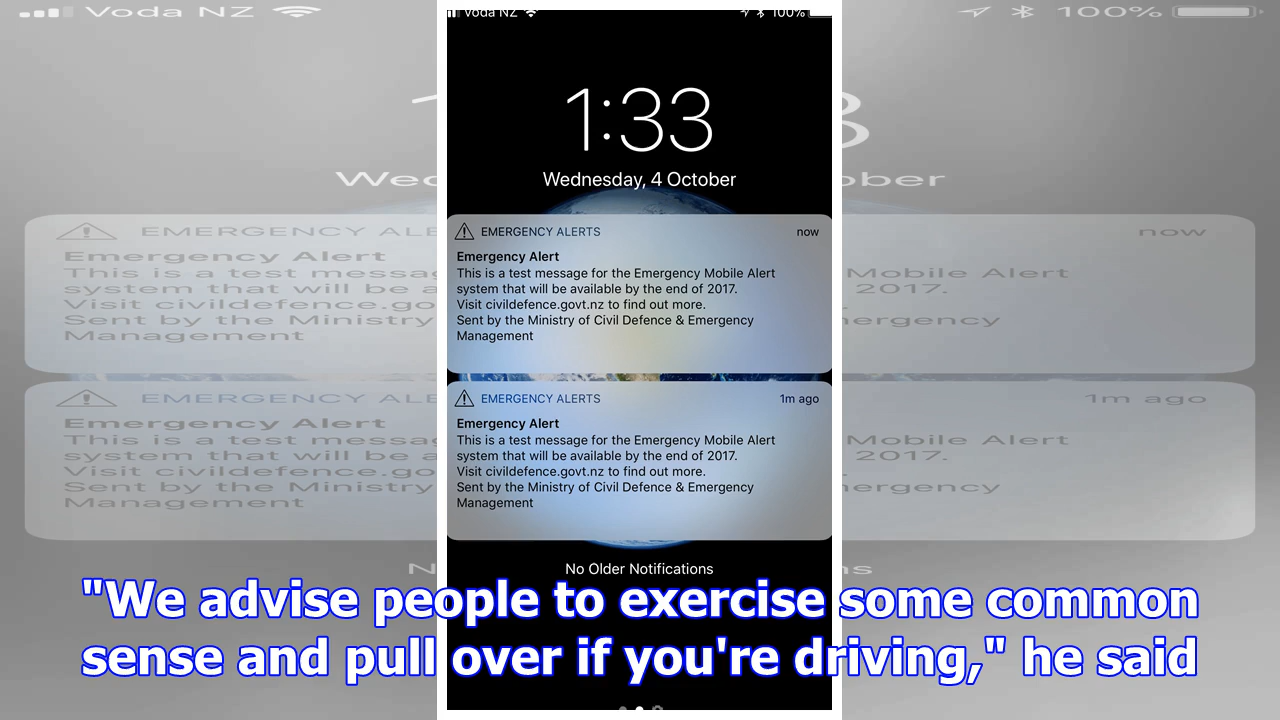 Voda NZ 100%
1:33
Wednesday, 4 October
EMERGENCY ALERTS now
Emergency Alert
This is a test message for the Emergency Mobile Alert
system that will be available by the end of 2017.
Visit civildefence.govt.nz to find out more.
Sent by the Ministry of Civil Defence & Emergency
Management
EMERGENCY ALERTS 1m ago
Emergency Alert
This is a test message for the Emergency Mobile Alert
system that will be available by the end of 2017.
Visit civildefence.govt.nz to find out more.
Sent by the Ministry of Civil Defence & Emergency
Management
No Older Notifications
"We advise people to exercise some common
sense and pull over if you're driving," he said